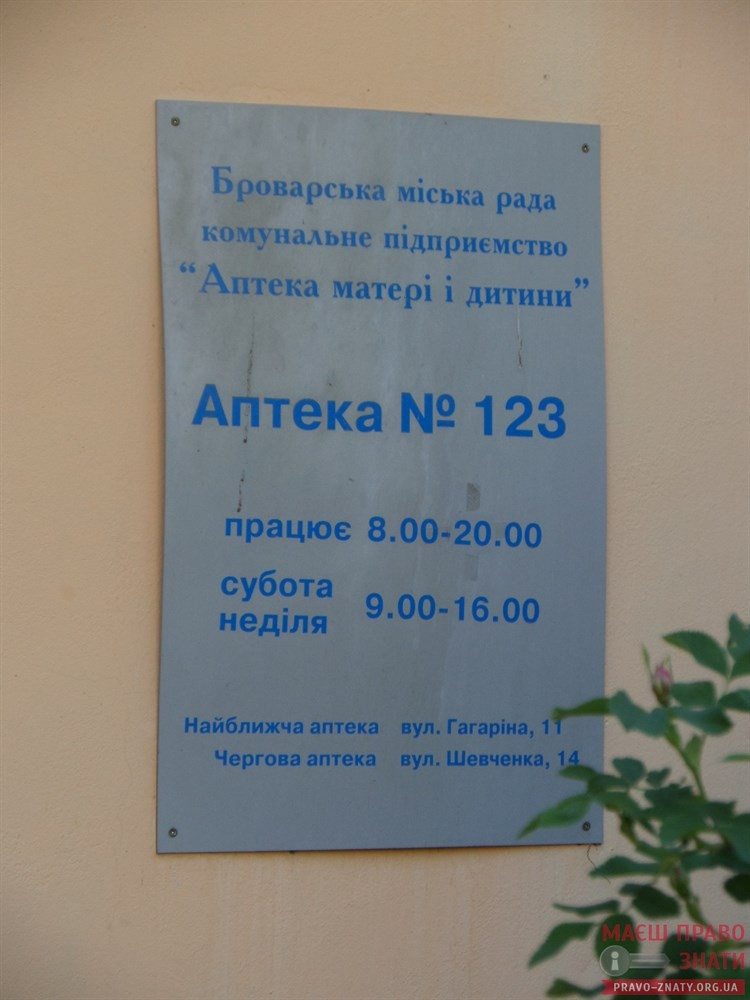 Броварська міська рада
комунальне підприємство
“Аптека матері і дитини”
Аптека № 123
працює 8.00-20.00
субота
неділя 9.00-16.00
Найближча аптека вул. Гагаріна, 11
Чергова аптека вул. Шевченка, 14
МАЄШ ПРАВО
ЗНАТИ
PRAVO-ZNATY.ORG.UA